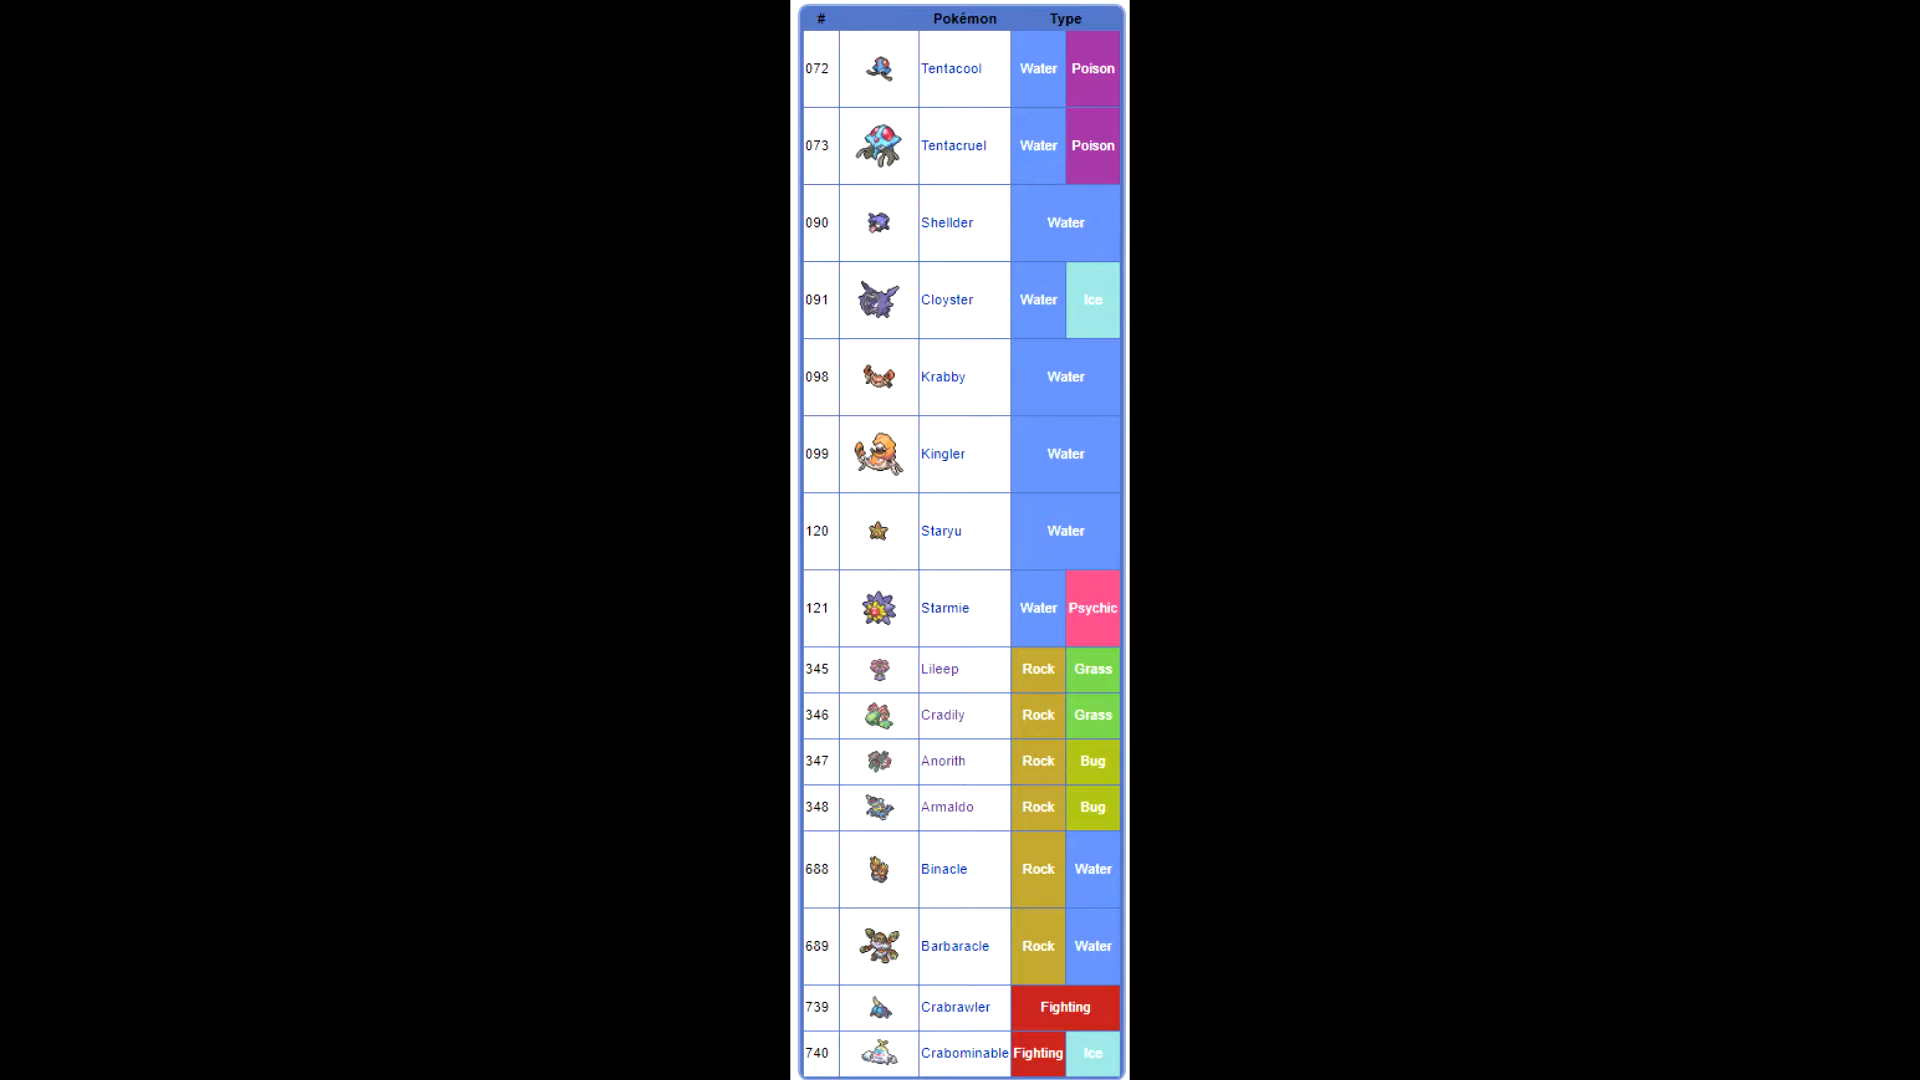 # Pokémon Type
072 Tentacool Water Poison
073 Tentacruel Water Poison
090 Shellder Water
091 Cloyster Water Ice
098 Krabby Water
099 Kingler Water
120 Staryu Water
121 Starmie Water Psychic
345 Lileep Rock Grass
346 Cradily Rock Grass
347 Anorith Rock Bug
348 Armaldo Rock Bug
688 Binacle Rock Water
689 Barbaracle Rock Water
739 Crabrawler Fighting
740 Crabominable Fighting Ice